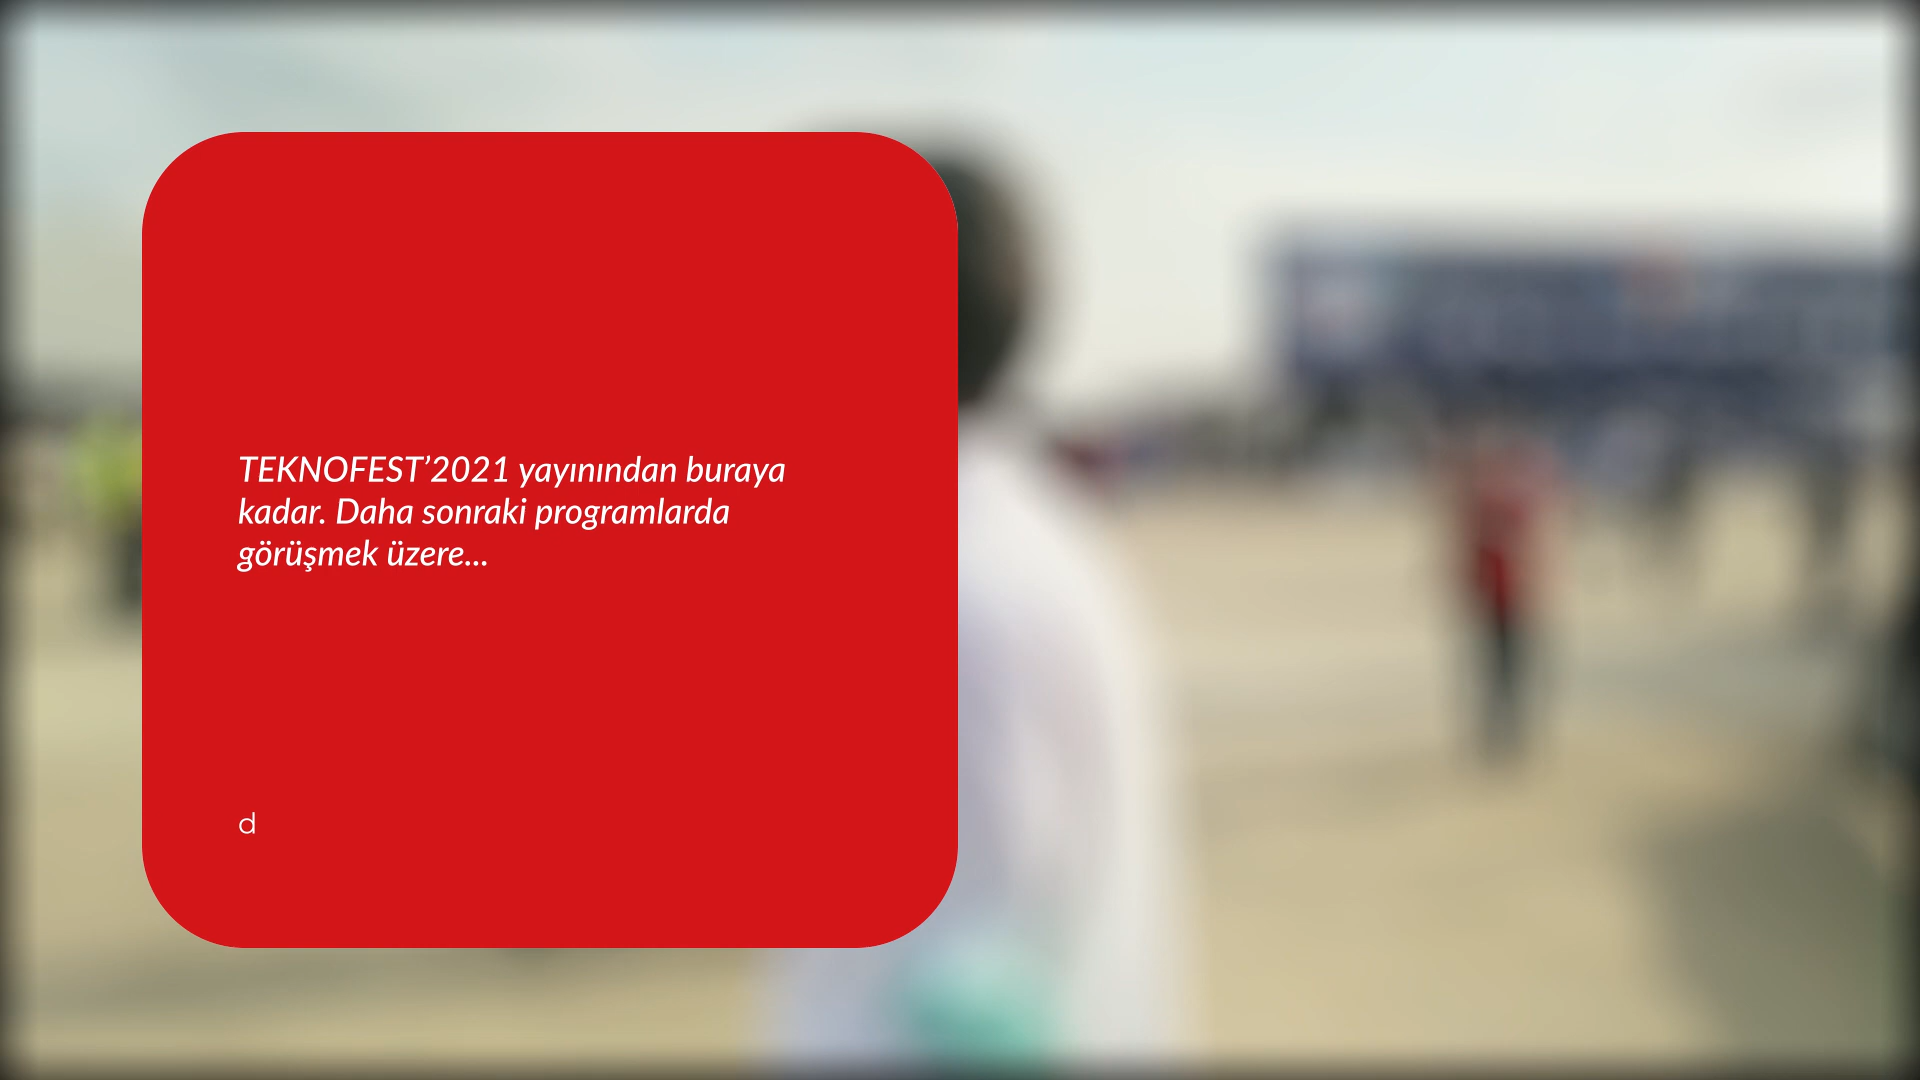 TEKNOFEST’2021 yayınından buraya
kadar. Daha sonraki programlarda
görüşmek üzere...
d